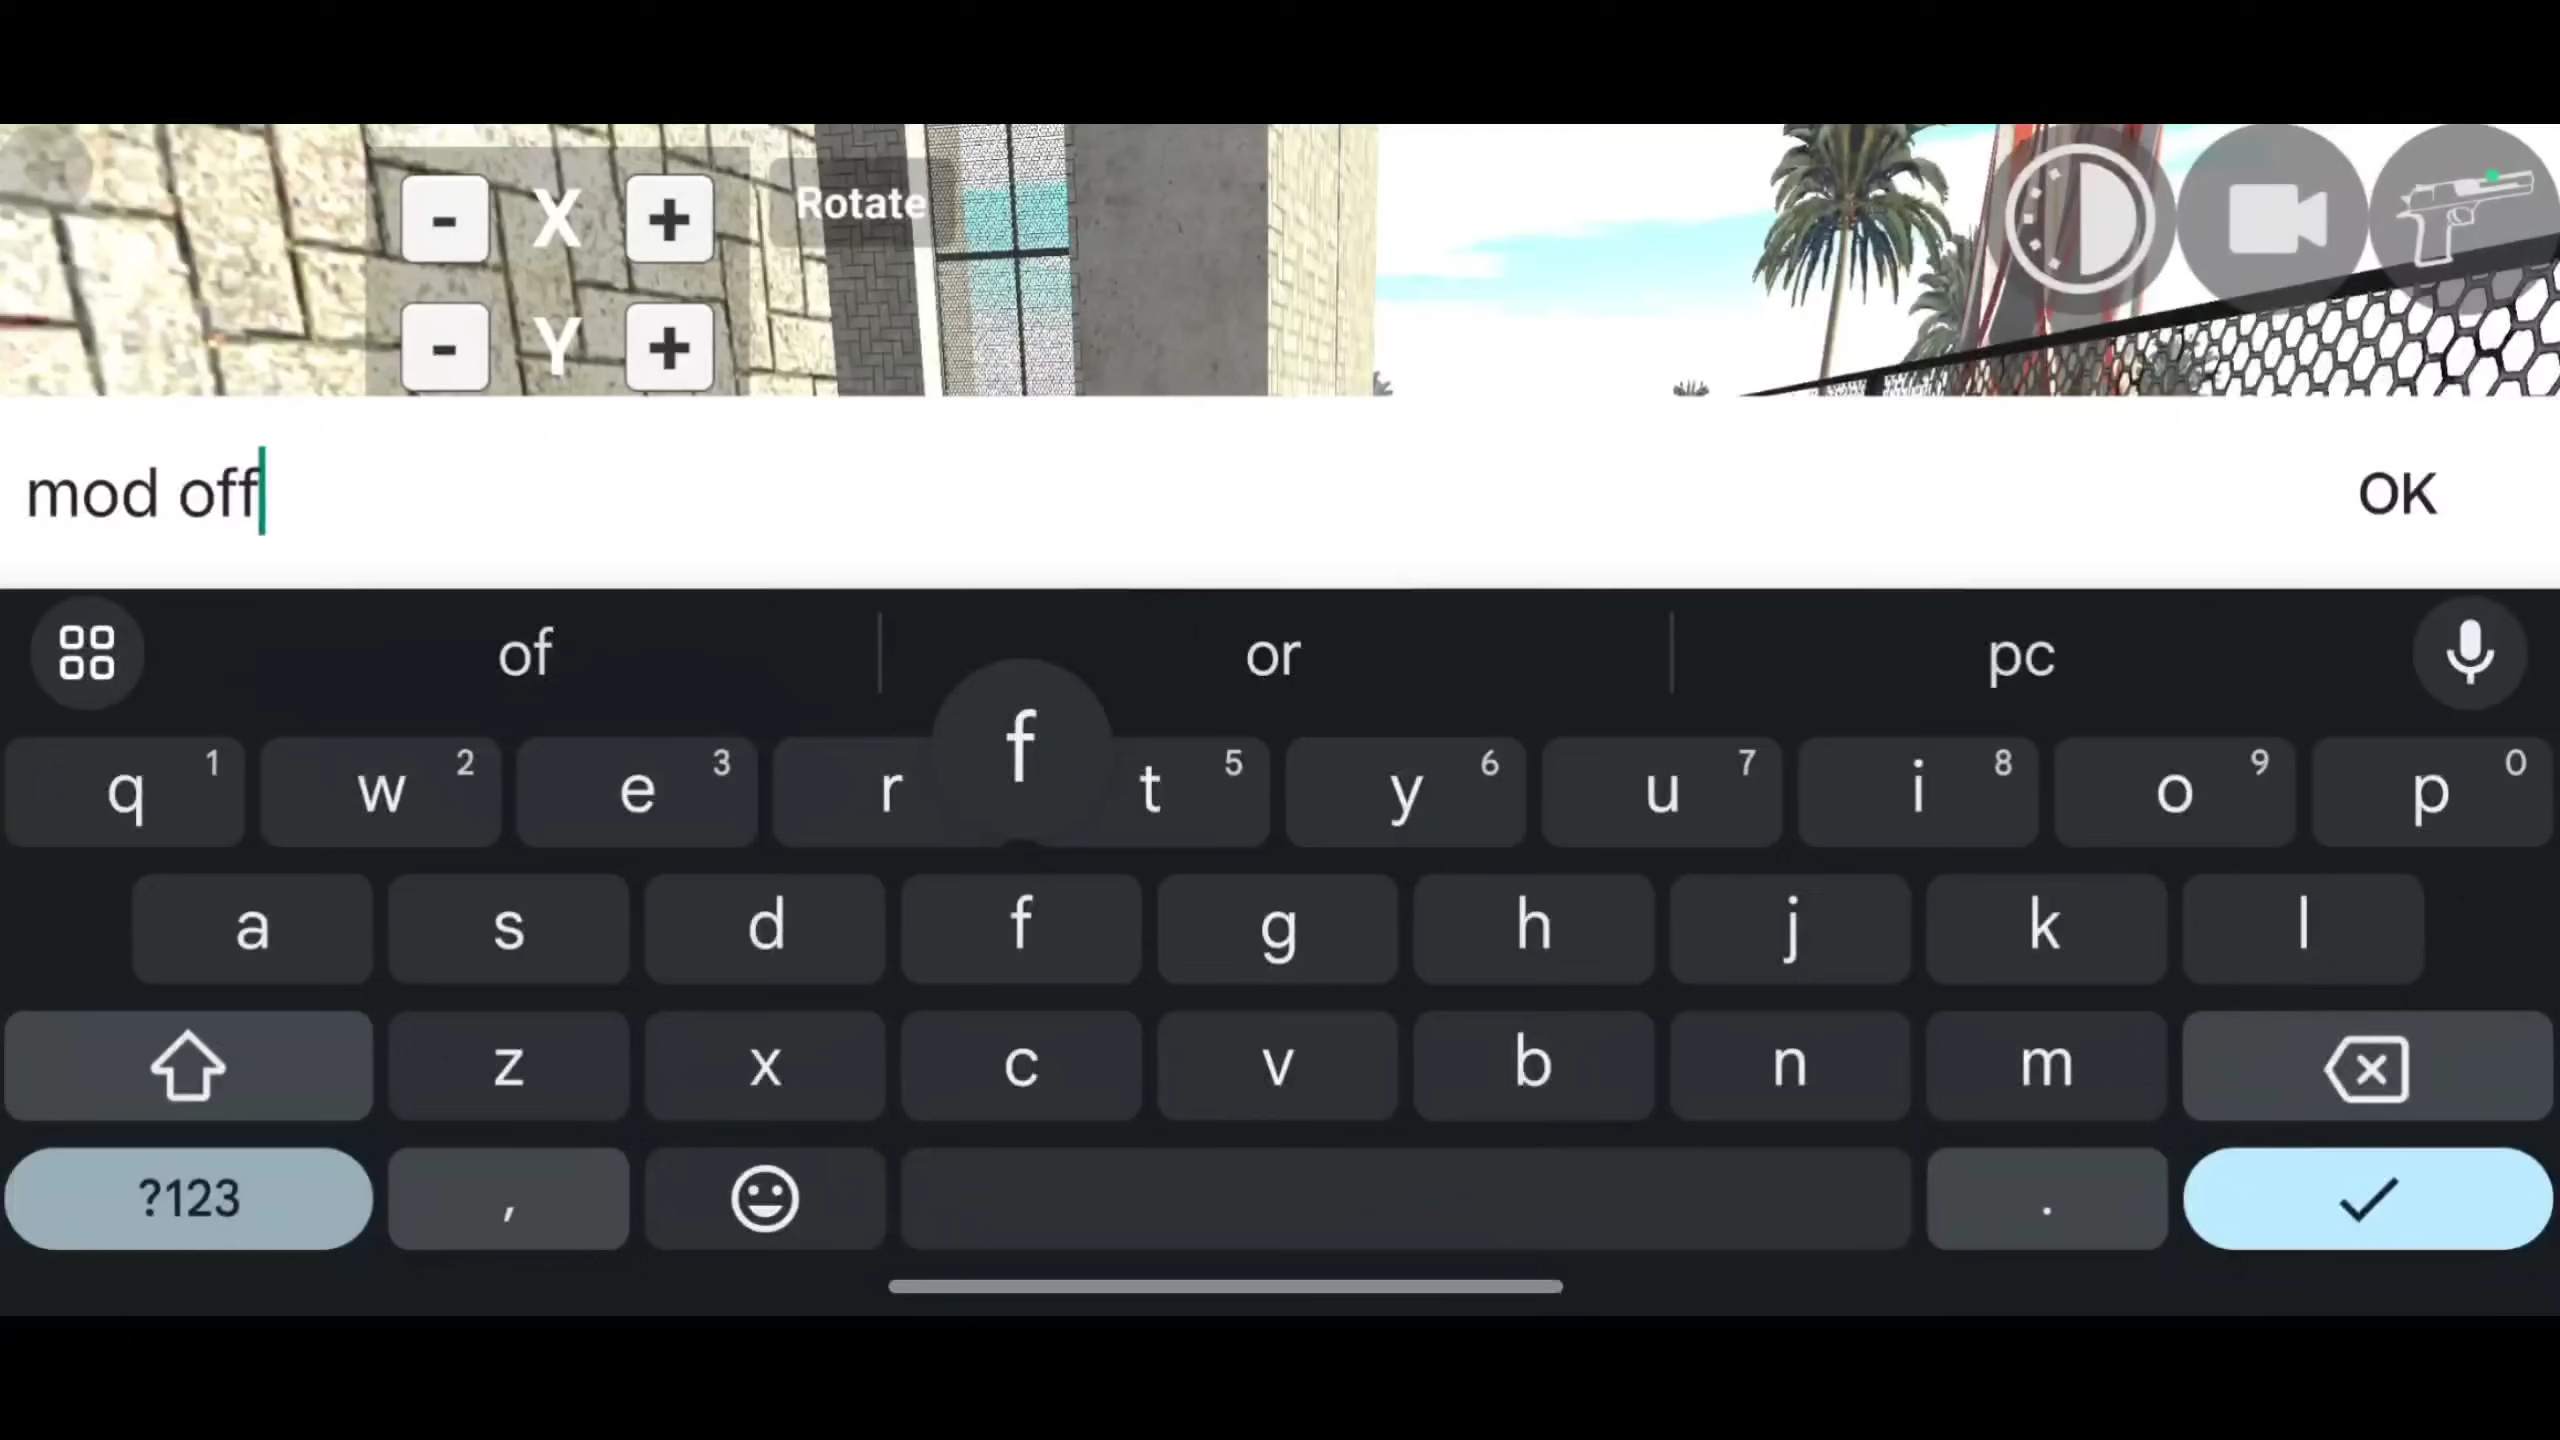 - X + Rotate
- Y +
mod off OK
of or pc
f
q 1 w 2 e 3 r t 5 y 6 u 7 i 8 o 9 p 0
a s d f g h j k l
z x c v b n m
?123 , .